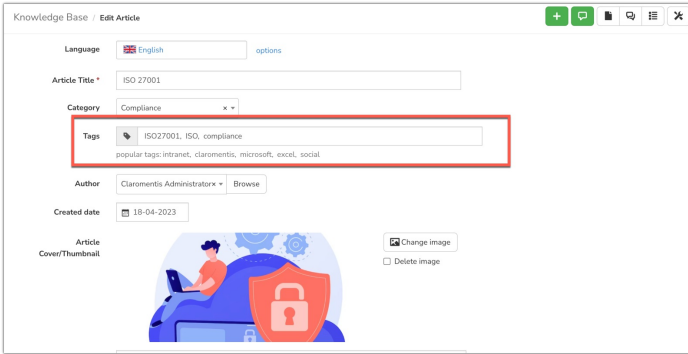 Knowledge Base / Edit Article
Language English options
Article Title * ISO 27001
Category Compliance × ▾
Tags ISO27001, ISO, compliance
popular tags: intranet, claromentis, microsoft, excel, social
Author Claromentis Administrator× ▾ Browse
Created date 18-04-2023
Article
Cover/Thumbnail
Change image
Delete image